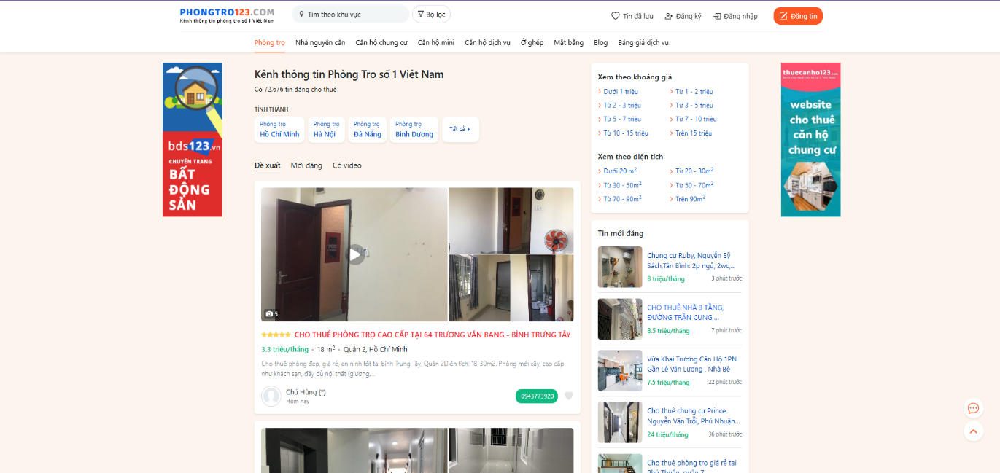 PHONGTRO123.COM
Kênh thông tin phòng trọ số 1 Việt Nam
Tìm theo khu vực
Bộ lọc
Tin đã lưu
Đăng ký
Đăng nhập
Đăng tin
Phòng trọ
Nhà nguyên căn
Căn hộ chung cư
Căn hộ mini
Căn hộ dịch vụ
Ở ghép
Mặt bằng
Blog
Bảng giá dịch vụ
bds123.vn
CHUYÊN TRANG
BẤT
ĐỘNG
SẢN
Kênh thông tin Phòng Trọ số 1 Việt Nam
Có 72.676 tin đăng cho thuê
TỈNH THÀNH
Phòng trọ
Hồ Chí Minh
Phòng trọ
Hà Nội
Phòng trọ
Đà Nẵng
Phòng trọ
Bình Dương
Tất cả
Đề xuất
Mới đăng
Có video
5
CHO THUÊ PHÒNG TRỌ CAO CẤP TẠI 64 TRƯƠNG VĂN BANG - BÌNH TRƯNG TÂY
3.3 triệu/tháng · 18 m² · Quận 2, Hồ Chí Minh
Cho thuê phòng đẹp, giá rẻ, an ninh tốt tại Bình Trưng Tây, Quận 2Diện tích: 18-30m2. Phòng mới xây, cao cấp
như khách sạn, đầy đủ nội thất (giường,...
Chú Hùng (*)
Hôm nay
0943773920
Xem theo khoảng giá
Dưới 1 triệu
Từ 1 - 2 triệu
Từ 2 - 3 triệu
Từ 3 - 5 triệu
Từ 5 - 7 triệu
Từ 7 - 10 triệu
Từ 10 - 15 triệu
Trên 15 triệu
Xem theo diện tích
Dưới 20 m²
Từ 20 - 30m²
Từ 30 - 50m²
Từ 50 - 70m²
Từ 70 - 90m²
Trên 90m²
Tin mới đăng
Chung cư Ruby, Nguyễn Sỹ
Sách,Tân Bình: 2p ngủ, 2wc,...
8 triệu/tháng
3 phút trước
CHO THUÊ NHÀ 3 TẦNG,
ĐƯỜNG TRẦN CUNG,...
8.5 triệu/tháng
7 phút trước
Vừa Khai Trương Căn Hộ 1PN
Gần Lê Văn Lương , Nhà Bè
7.5 triệu/tháng
22 phút trước
Cho thuê chung cư Prince
Nguyễn Văn Trỗi, Phú Nhuận...
24 triệu/tháng
36 phút trước
Cho thuê phòng trọ giá rẻ tại
Phú Thuận, quận 7
thuecanho123.com
website
cho thuê
căn hộ
chung cư